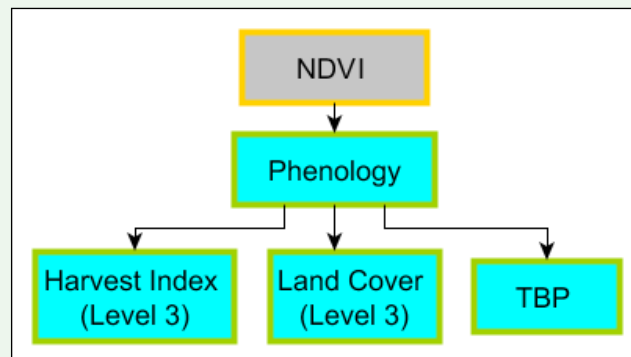 NDVI
Phenology
Harvest Index
(Level 3)
Land Cover
(Level 3)
TBP